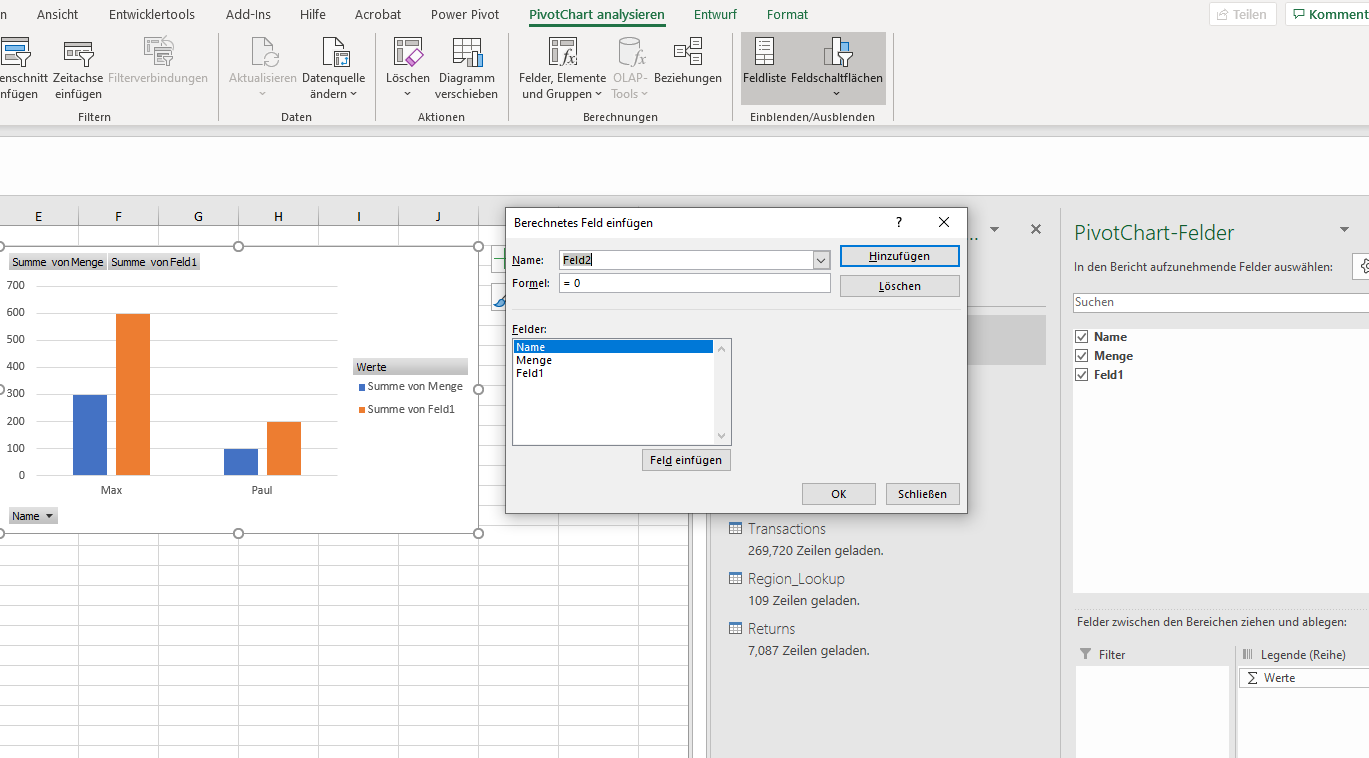 n Ansicht Entwicklertools Add-Ins Hilfe Acrobat Power Pivot PivotChart analysieren Entwurf Format Teilen Komment
enschnitt Zeitachse Filterverbindungen Aktualisieren Datenquelle Löschen Diagramm Felder, Elemente OLAP- Beziehungen Feldliste Feldschaltflächen
nfügen einfügen ändern verschieben und Gruppen Tools
Filtern Daten Aktionen Berechnungen Einblenden/Ausblenden
E F G H I J
Summe von Menge Summe von Feld1
700
600
500
400
300
200
100
0
Max Paul
Werte
Summe von Menge
Summe von Feld1
Name
Berechnetes Feld einfügen ?
Name: Feld2 Hinzufügen
Formel: = 0 Löschen
Felder:
Name
Menge
Feld1
Feld einfügen
OK Schließen
..
Transactions
269,720 Zeilen geladen.
Region_Lookup
109 Zeilen geladen.
Returns
7,087 Zeilen geladen.
PivotChart-Felder
In den Bericht aufzunehmende Felder auswählen:
Suchen
Name
Menge
Feld1
Felder zwischen den Bereichen ziehen und ablegen:
Filter Legende (Reihe)
Σ Werte